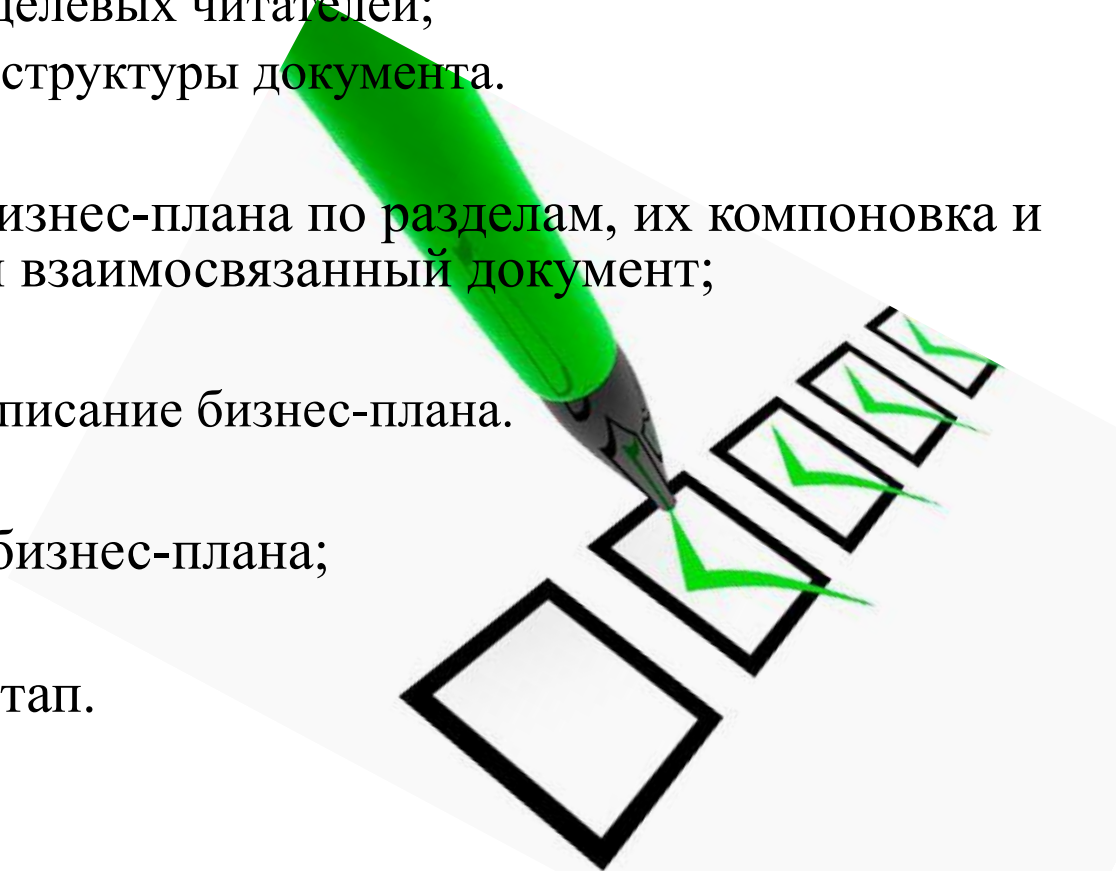 целевых читателей;
структуры документа.
изнес-плана по разделам, их компоновка и
взаимосвязанный документ;
писание бизнес-плана.
бизнес-плана;
тап.